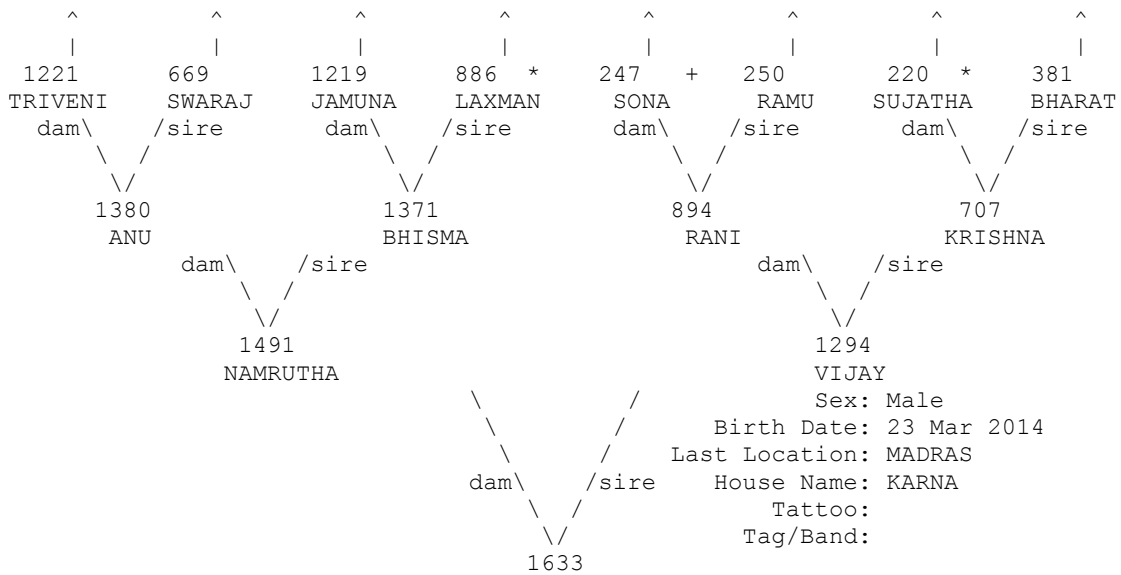 ^ ^ ^ ^ ^ ^ ^ ^
| | | | | | | |
1221 669 1219 886 * 247 + 250 220 * 381
TRIVENI SWARAJ JAMUNA LAXMAN SONA RAMU SUJATHA BHARAT
dam\ /sire dam\ /sire dam\ /sire dam\ /sire
\ / \ / \ / \ /
\/ \/ \/ \/
1380 1371 894 707
ANU BHISMA RANI KRISHNA
dam\ /sire dam\ /sire
\ / \ /
\/ \/
1491 1294
NAMRUTHA VIJAY
\ / Sex: Male
\ / Birth Date: 23 Mar 2014
\ / Last Location: MADRAS
dam\ /sire House Name: KARNA
\ / Tattoo:
\/ Tag/Band:
1633